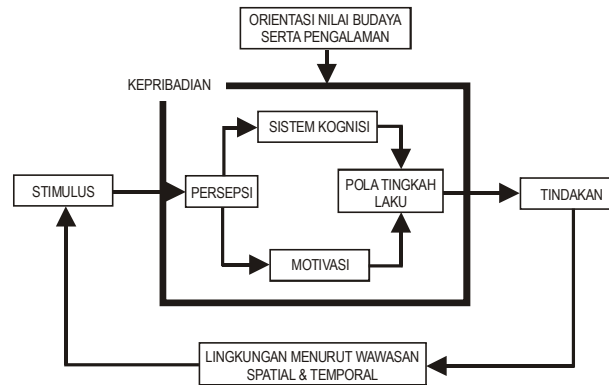 ORIENTASI NILAI BUDAYA
SERTA PENGALAMAN
KEPRIBADIAN
SISTEM KOGNISI
STIMULUS
PERSEPSI
POLA TINGKAH
LAKU
TINDAKAN
MOTIVASI
LINGKUNGAN MENURUT WAWASAN
SPATIAL & TEMPORAL